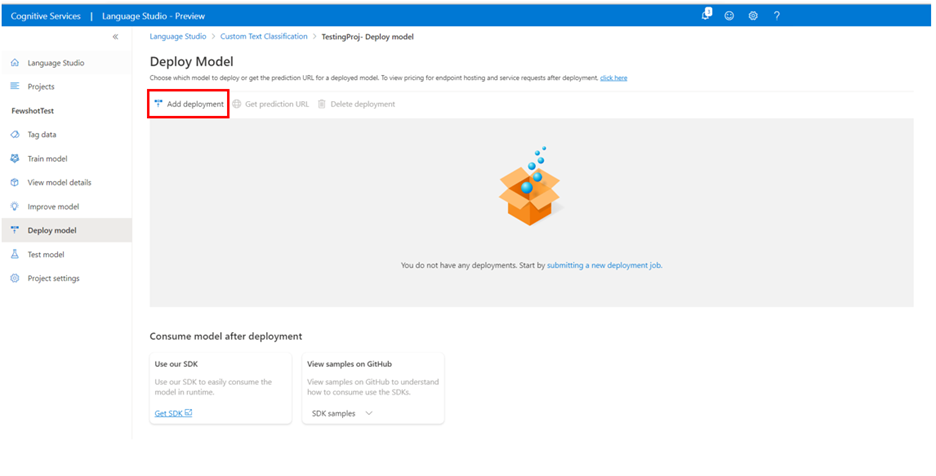 Cognitive Services | Language Studio - Preview
1
?
Language Studio > Custom Text Classification > TestingProj- Deploy model
Language Studio
Projects
FewshotTest
Tag data
Train model
View model details
Improve model
Deploy model
Test model
Project settings
Deploy Model
Choose which model to deploy or get the prediction URL for a deployed model. To view pricing for endpoint hosting and service requests after deployment, click here
Add deployment Get prediction URL Delete deployment
You do not have any deployments. Start by submitting a new deployment job.
Consume model after deployment
Use our SDK
Use our SDK to easily consume the
model in runtime.
Get SDK
View samples on GitHub
View samples on GitHub to understand
how to consume use the SDKs.
SDK samples